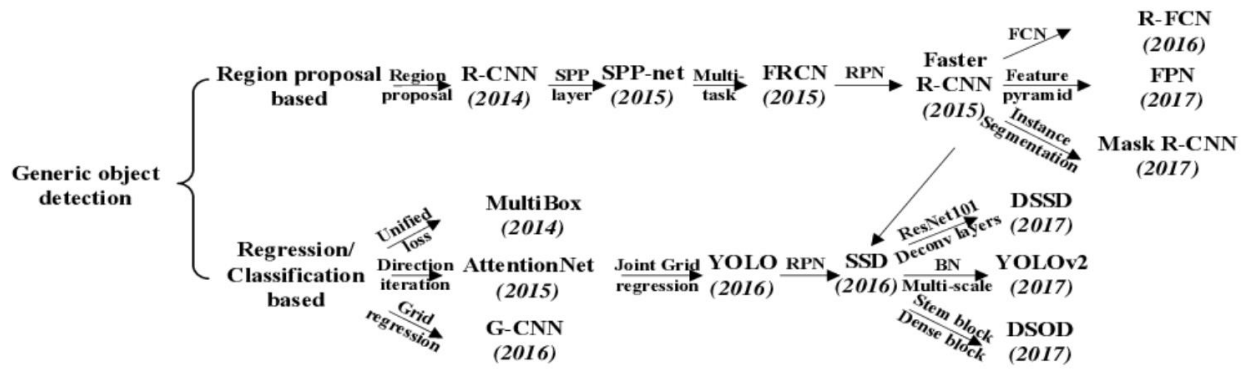 Generic object
detection
Region proposal
based
Region
proposal
R-CNN
(2014)
SPP
layer
SPP-net
(2015)
Multi-
task
FRCN
(2015)
RPN
Faster
R-CNN
(2015)
FCN
R-FCN
(2016)
Feature
pyramid
FPN
(2017)
Instance
Segmentation
Mask R-CNN
(2017)
Regression/
Classification
based
Unified
loss
MultiBox
(2014)
Direction
iteration
AttentionNet
(2015)
Grid
regression
G-CNN
(2016)
Joint Grid
regression
YOLO
(2016)
RPN
SSD
(2016)
ResNet101
Deconv layers
DSSD
(2017)
BN
Multi-scale
YOLOv2
(2017)
Stem block
Dense block
DSOD
(2017)